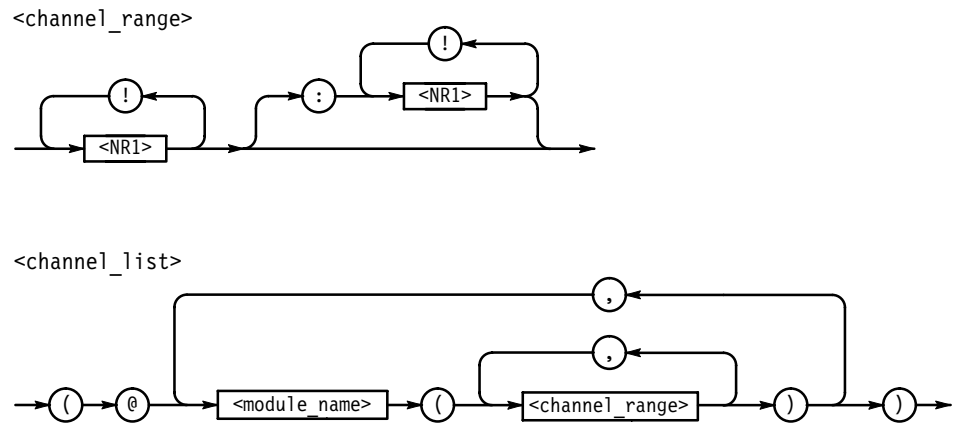 <channel_range>
!
!
:
<NR1>
<NR1>
<channel_list>
,
,
(
@
<module_name>
(
<channel_range>
)
)